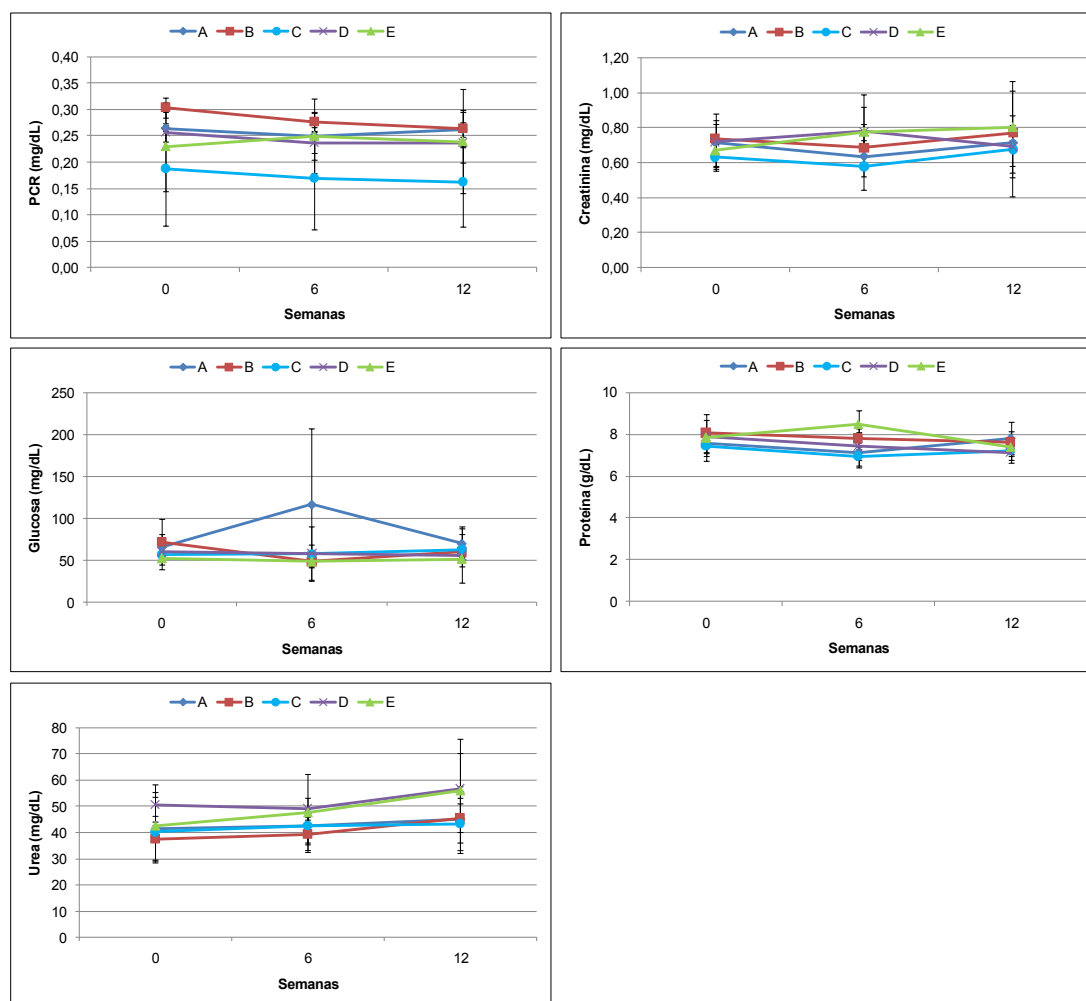 A B C D E
0,40
0,35
0,30
0,25
0,20
0,15
0,10
0,05
0,00
PCR (mg/dL)
0 6 12
Semanas
A B C D E
1,20
1,00
0,80
0,60
0,40
0,20
0,00
Creatinina (mg/dL)
0 6 12
Semanas
A B C D E
250
200
150
100
50
0
Glucosa (mg/dL)
0 6 12
Semanas
A B C D E
10
8
6
4
2
0
Proteína (g/dL)
0 6 12
Semanas
A B C D E
80
70
60
50
40
30
20
10
0
Urea (mg/dL)
0 6 12
Semanas